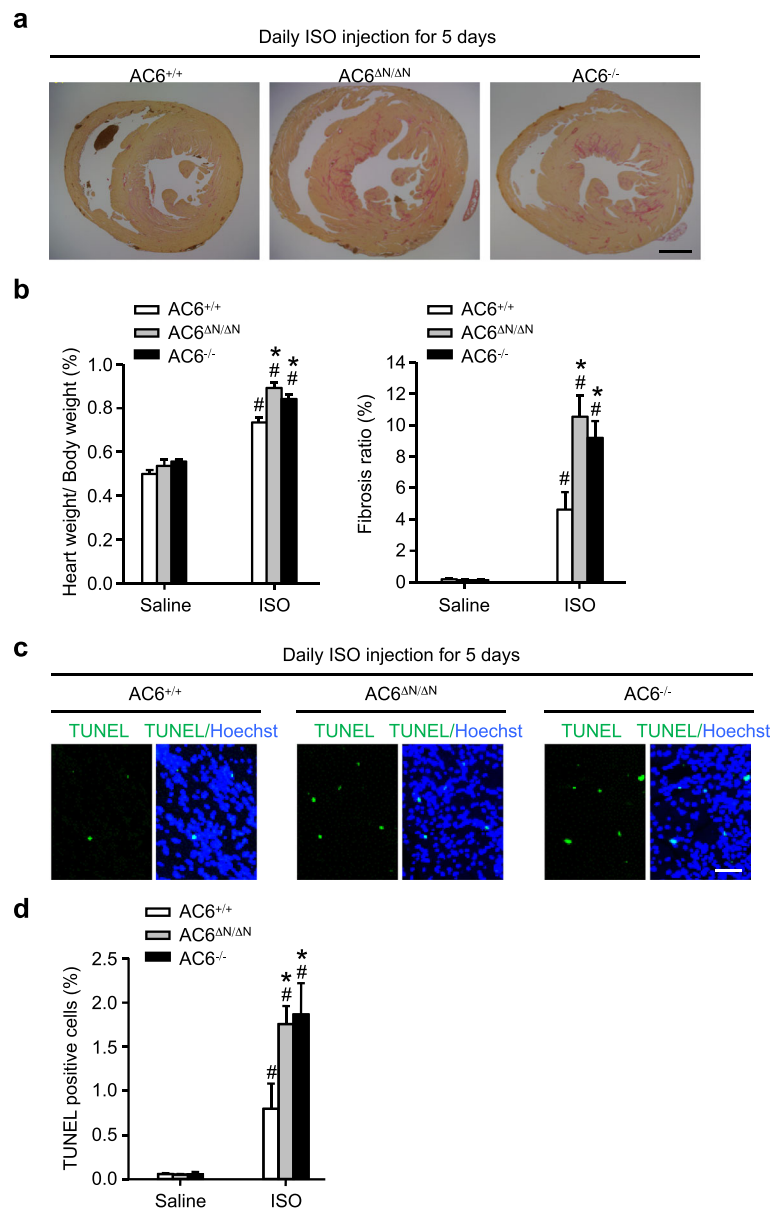 a
Daily ISO injection for 5 days
AC6+/+ AC6ΔN/ΔN AC6-/-
b
AC6+/+
AC6ΔN/ΔN
AC6-/-
Heart weight/ Body weight (%)
1.0
0.8
0.6
0.4
0.2
0.0
# * # * #
Saline ISO
AC6+/+
AC6ΔN/ΔN
AC6-/-
Fibrosis ratio (%)
14
12
10
8
6
4
2
0
# * # * #
Saline ISO
c
Daily ISO injection for 5 days
AC6+/+ AC6ΔN/ΔN AC6-/-
TUNEL TUNEL/Hoechst TUNEL TUNEL/Hoechst TUNEL TUNEL/Hoechst
d
AC6+/+
AC6ΔN/ΔN
AC6-/-
TUNEL positive cells (%)
2.5
2.0
1.5
1.0
0.5
0.0
# * # * #
Saline ISO